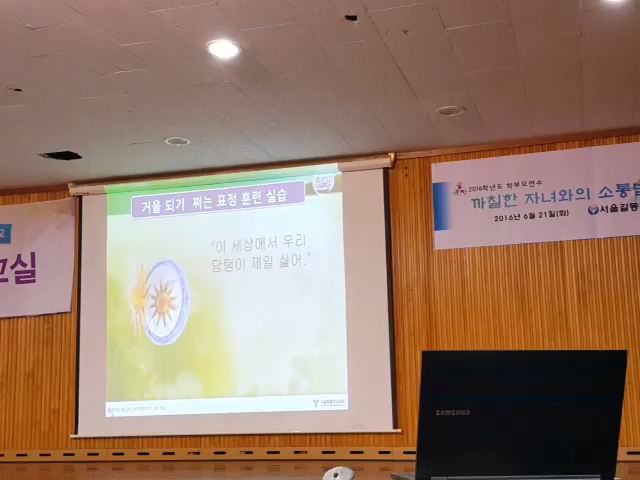 거울 되기 쩌는 표정 훈련 실습
"이 세상에서 우리
담탱이 제일 싫어."
교실
2016학년도 학부모연수
까칠한 자녀와의 소통
2016년 6월 21일(화)
서울길동
SAMSUNG